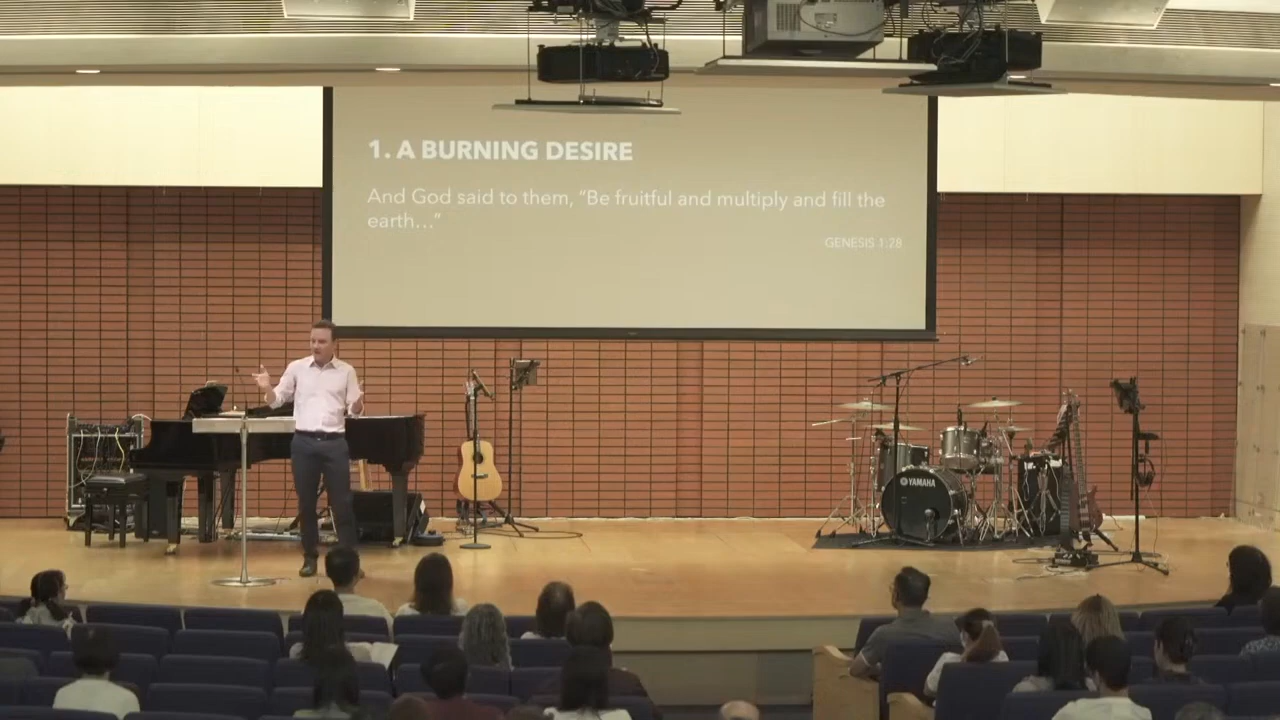 1. A BURNING DESIRE
And God said to them, “Be fruitful and multiply and fill the
earth…”
GENESIS 1:28
YAMAHA